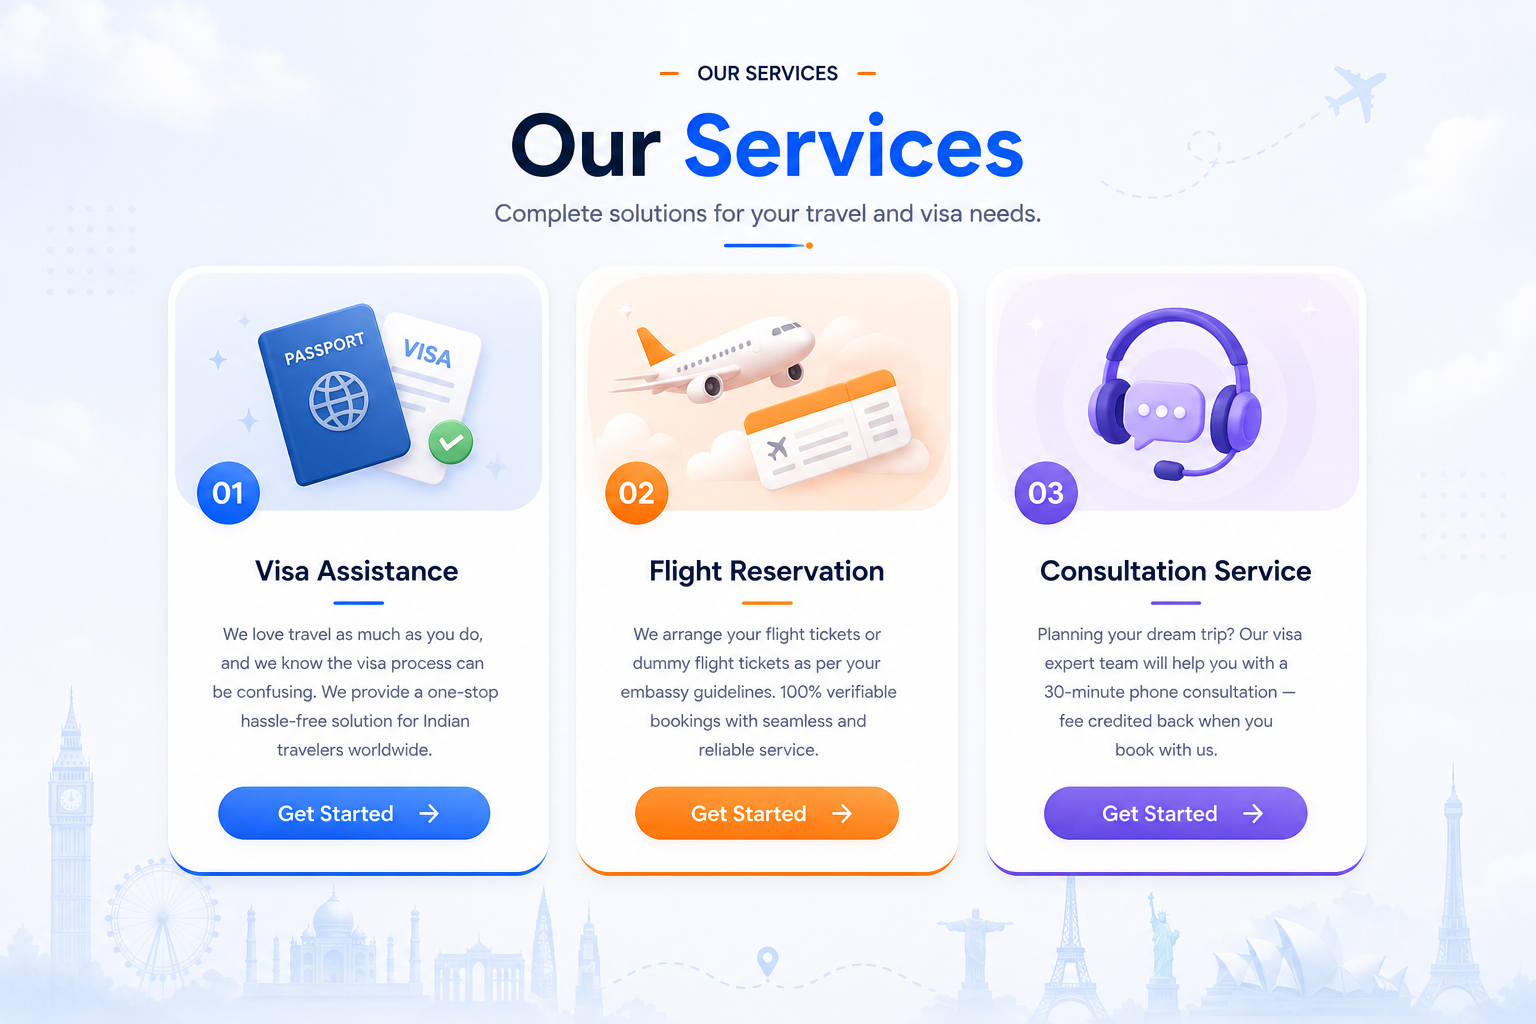 OUR SERVICES
Our Services
Complete solutions for your travel and visa needs.
PASSPORT
VISA
01
Visa Assistance
We love travel as much as you do,
and we know the visa process can
be confusing. We provide a one-stop
hassle-free solution for Indian
travelers worldwide.
Get Started
02
Flight Reservation
We arrange your flight tickets or
dummy flight tickets as per your
embassy guidelines. 100% verifiable
bookings with seamless and
reliable service.
Get Started
03
Consultation Service
Planning your dream trip? Our visa
expert team will help you with a
30-minute phone consultation —
fee credited back when you
book with us.
Get Started